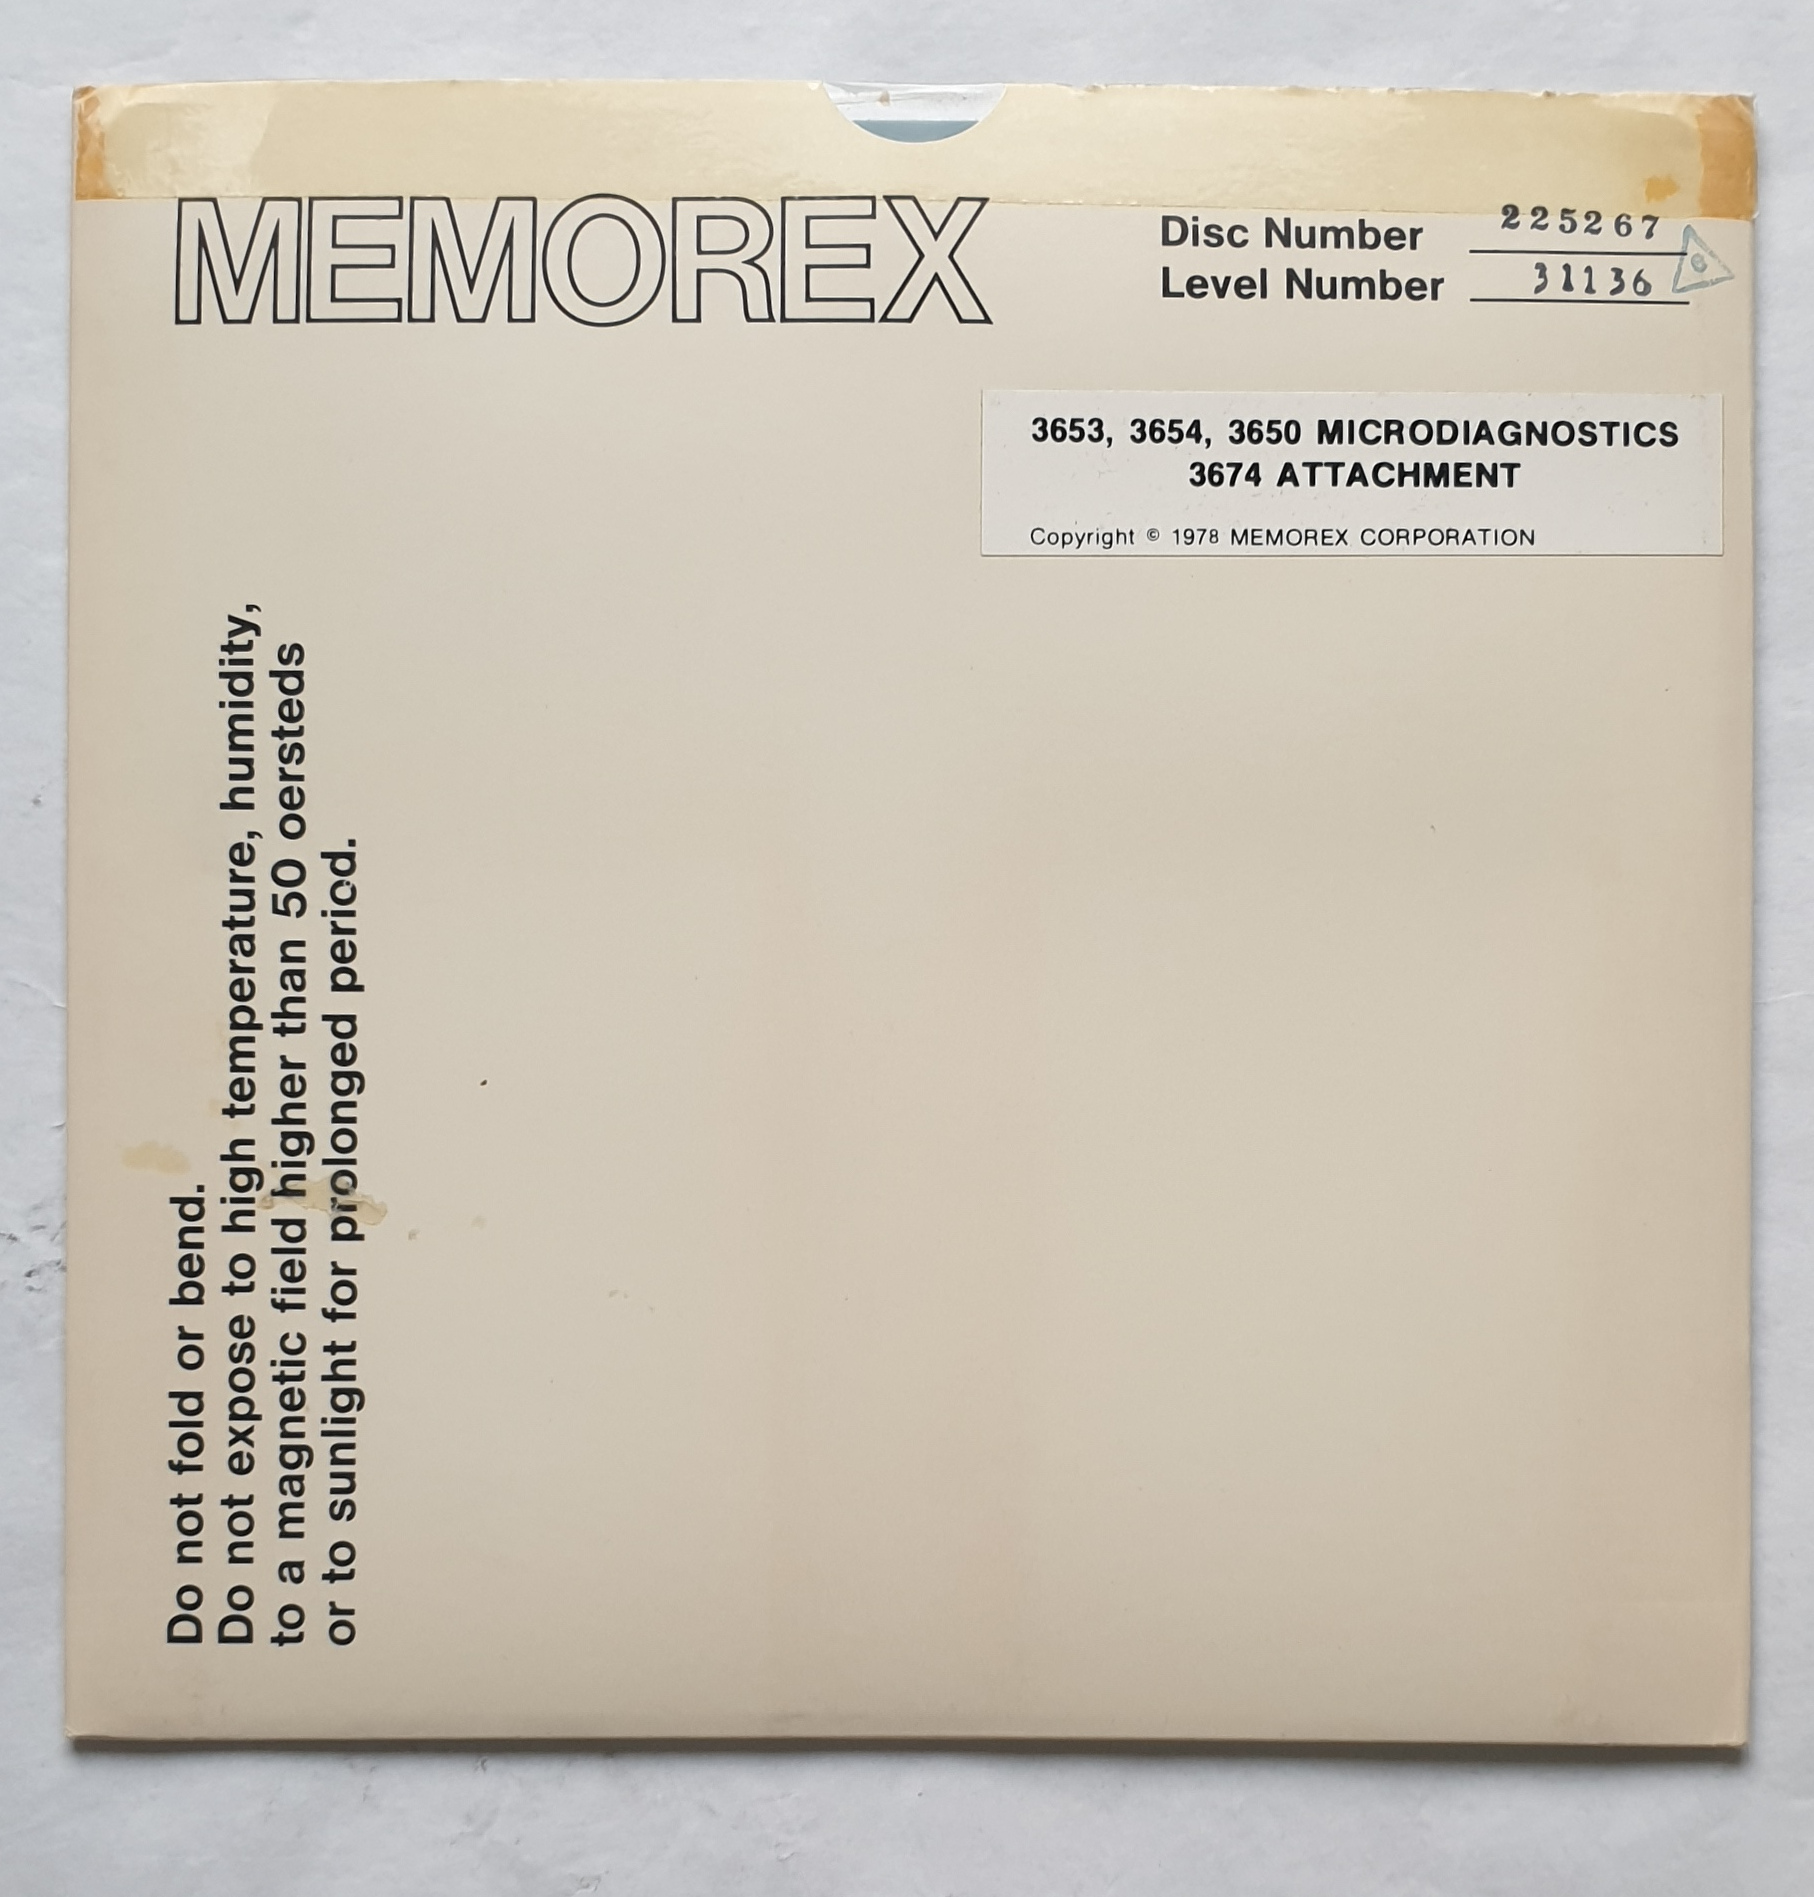 MEMOREX
Disc Number 225267
Level Number 31136
3653, 3654, 3650 MICRODIAGNOSTICS
3674 ATTACHMENT
Copyright © 1978 MEMOREX CORPORATION
Do not fold or bend.
Do not expose to high temperature, humidity,
to a magnetic field higher than 50 oersteds
or to sunlight for prolonged period.